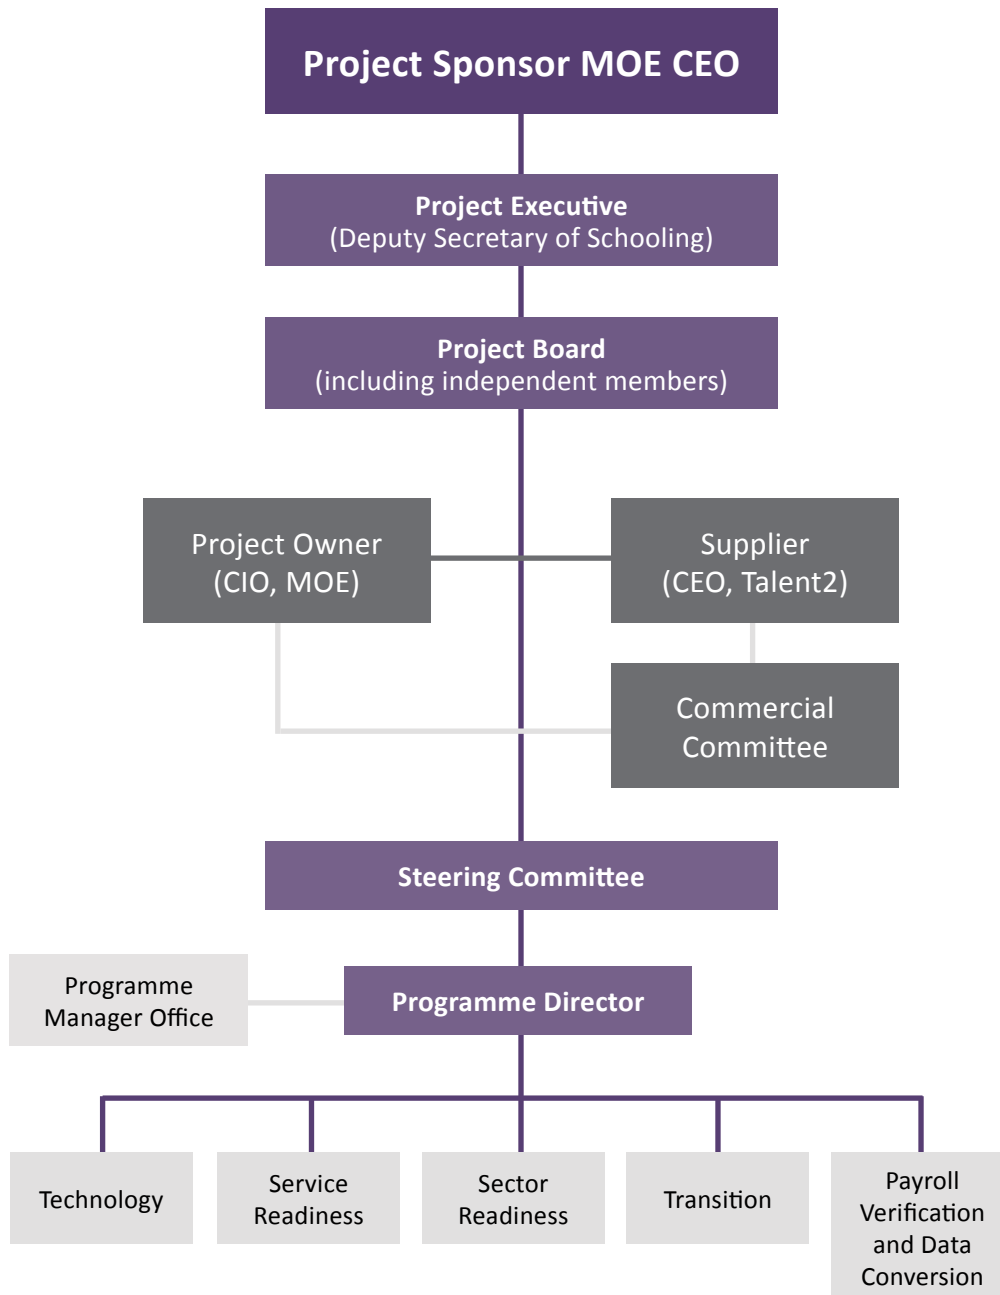 Project Sponsor MOE CEO
Project Executive
(Deputy Secretary of Schooling)
Project Board
(including independent members)
Project Owner
(CIO, MOE)
Supplier
(CEO, Talent2)
Commercial
Committee
Steering Committee
Programme
Manager Office
Programme Director
Technology
Service
Readiness
Sector
Readiness
Transition
Payroll
Verification
and Data
Conversion